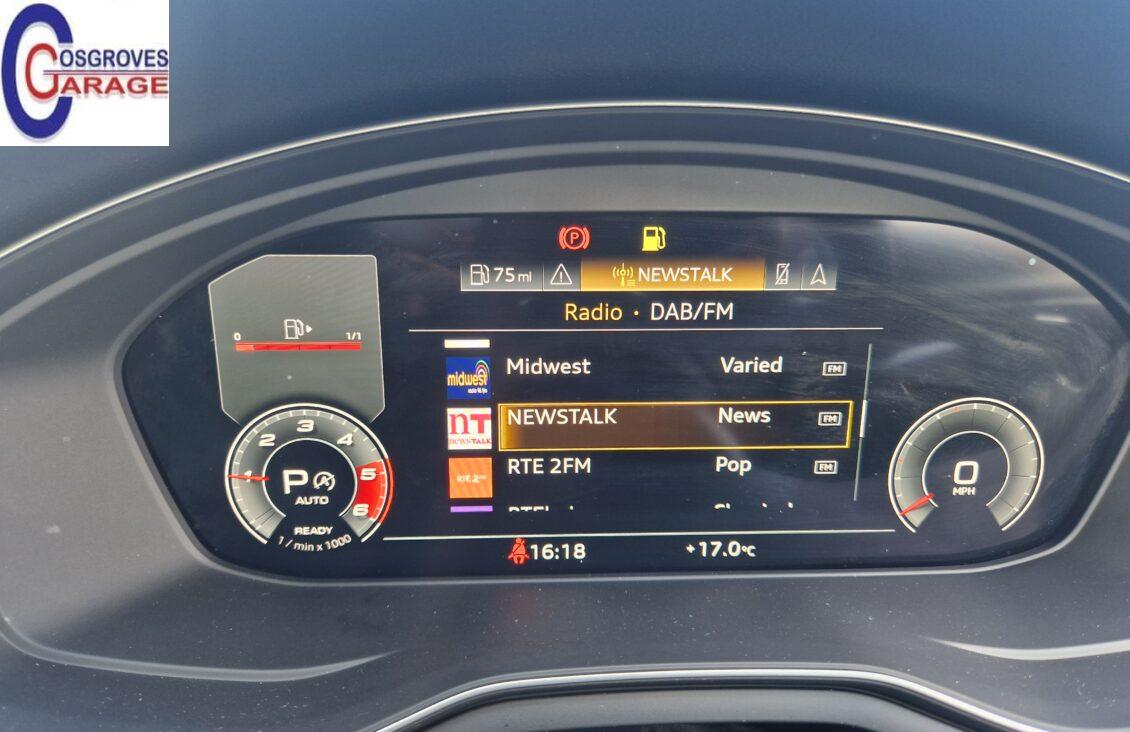 COSGROVES
GARAGE
P
75 mi
NEWSTALK
Radio • DAB/FM
0 1/1
midwest
Midwest Varied FM
nT
NEWSTALK
NEWSTALK News FM
RTE 2FM
RTE 2FM Pop FM
1 2 3 4 5 6
P A
AUTO
READY
1 / min x 1000
0
MPH
16:18 +17.0°C